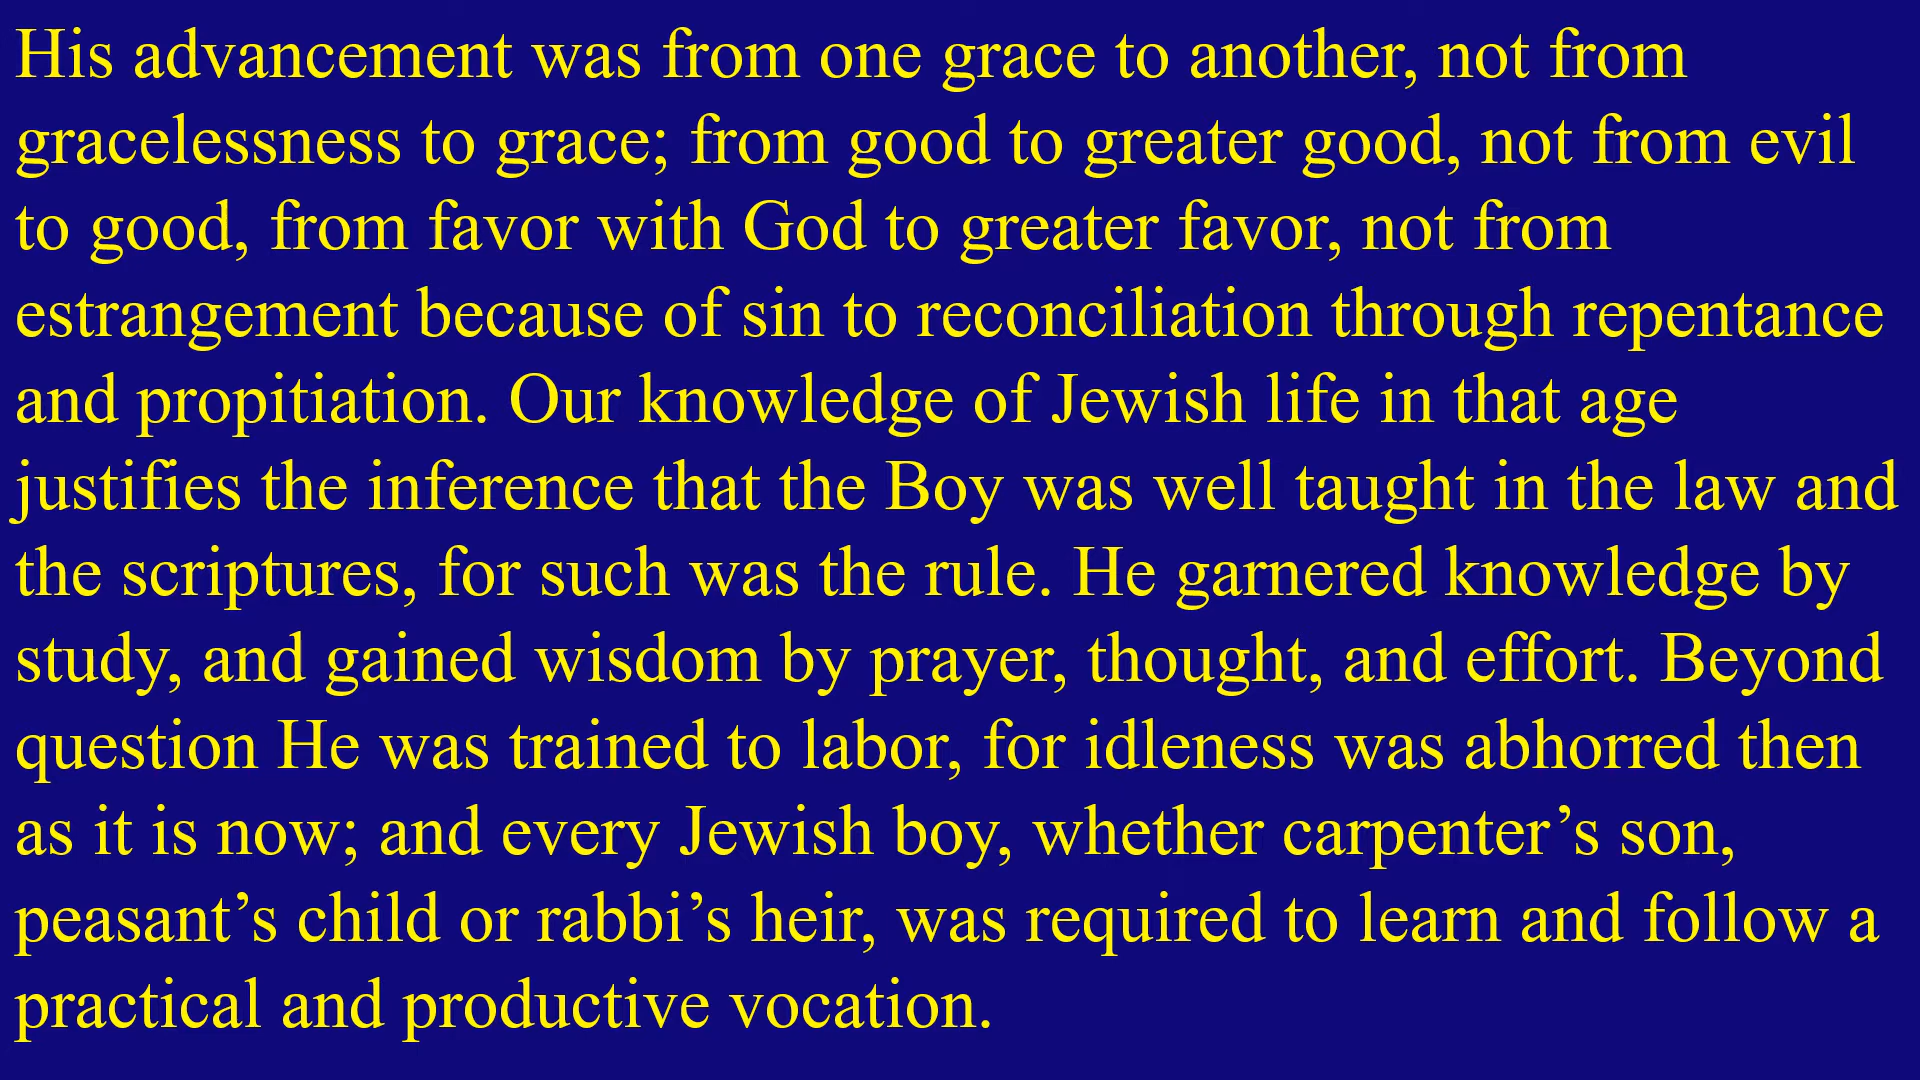 His advancement was from one grace to another, not from
gracelessness to grace; from good to greater good, not from evil
to good, from favor with God to greater favor, not from
estrangement because of sin to reconciliation through repentance
and propitiation. Our knowledge of Jewish life in that age
justifies the inference that the Boy was well taught in the law and
the scriptures, for such was the rule. He garnered knowledge by
study, and gained wisdom by prayer, thought, and effort. Beyond
question He was trained to labor, for idleness was abhorred then
as it is now; and every Jewish boy, whether carpenter’s son,
peasant’s child or rabbi’s heir, was required to learn and follow a
practical and productive vocation.